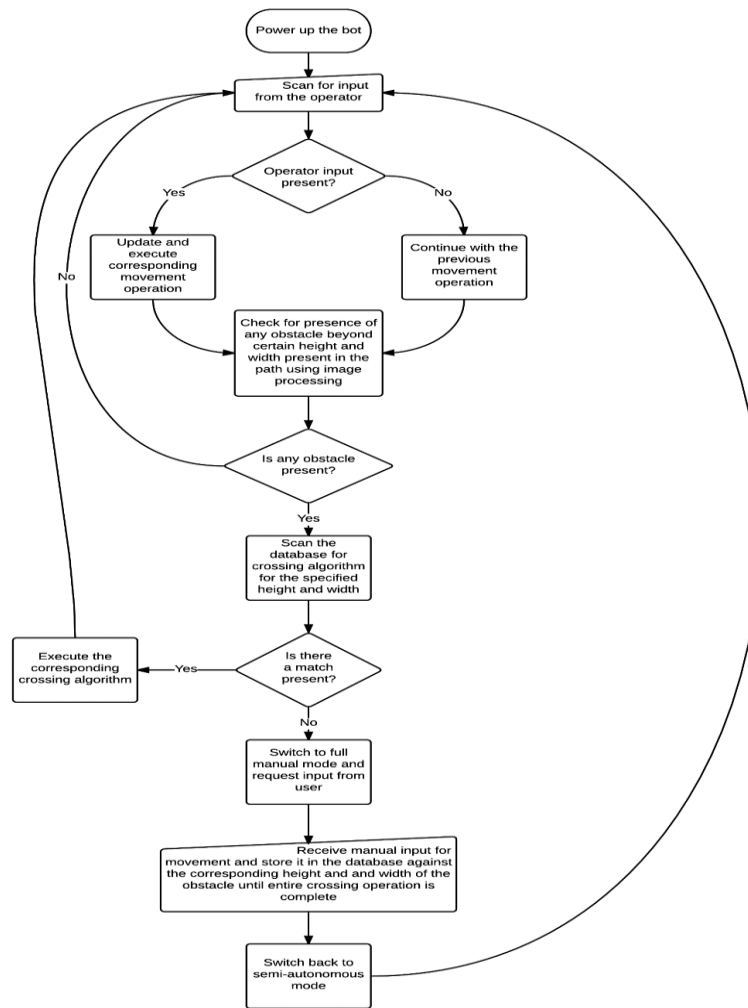 Power up the bot
Scan for input
from the operator
Operator input
present?
Yes
No
Update and
execute
corresponding
movement
operation
Continue with the
previous
movement
operation
No
Check for presence of
any obstacle beyond
certain height and
width present in the
path using image
processing
Is any obstacle
present?
Yes
Scan the
database for
crossing algorithm
for the specified
height and width
Is there
a match
present?
Yes
Execute the
corresponding
crossing algorithm
No
Switch to full
manual mode and
request input from
user
Receive manual input for
movement and store it in the database against
the corresponding height and and width of the
obstacle until entire crossing operation is
complete
Switch back to
semi-autonomous
mode